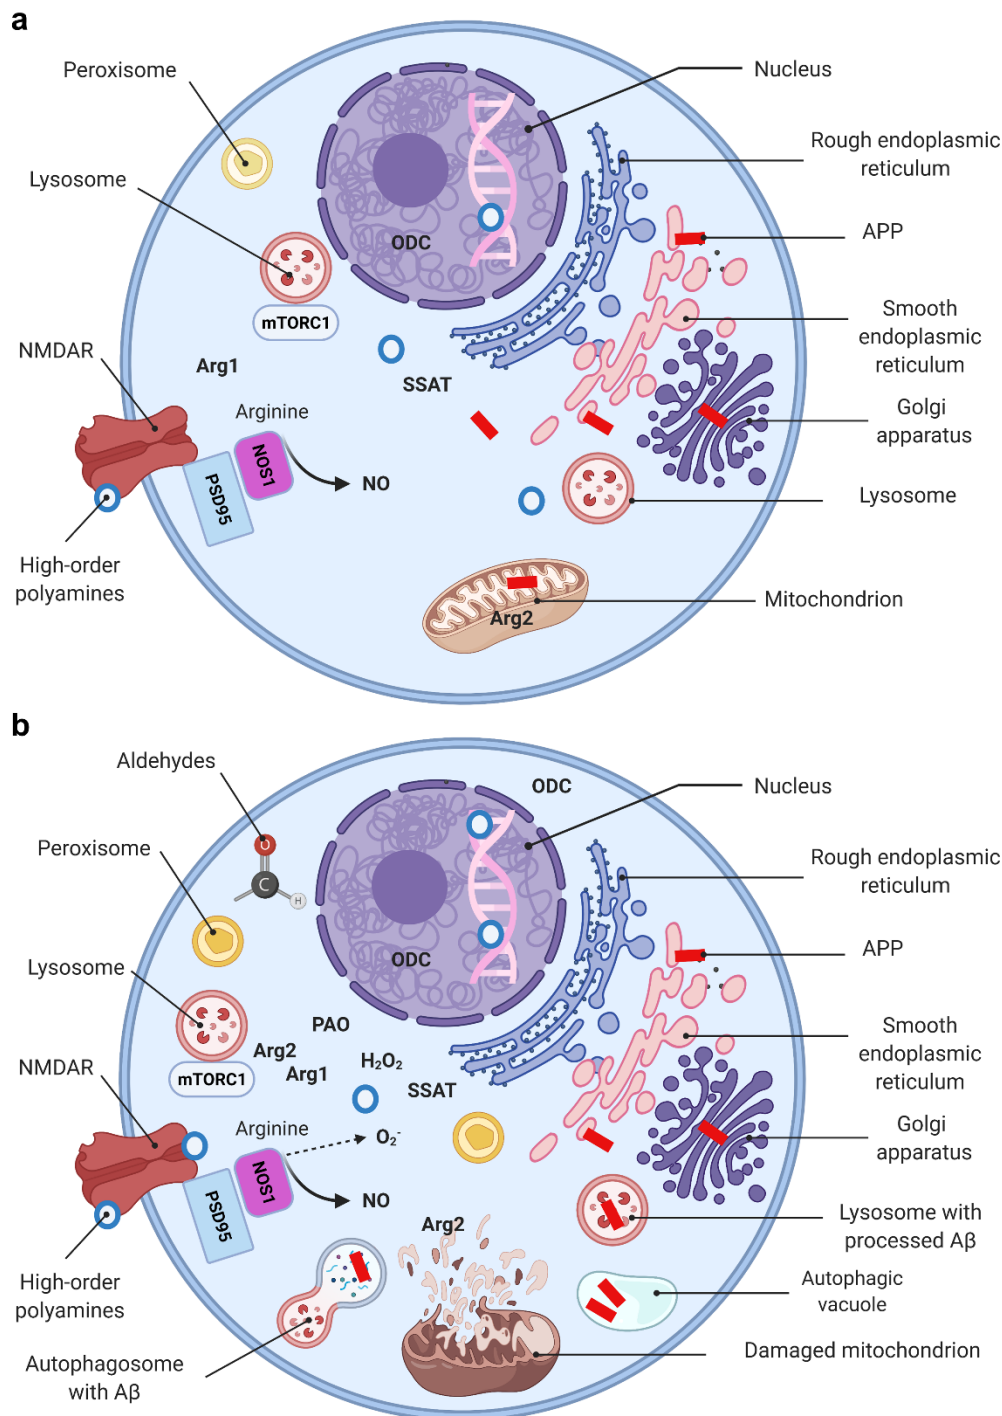 a
Peroxisome
Nucleus
Lysosome
Rough endoplasmic
reticulum
ODC
APP
mTORC1
NMDAR
Arg1
SSAT
Smooth
endoplasmic
reticulum
Arginine
NOS1
PSD95
NO
Golgi
apparatus
Lysosome
High-order
polyamines
Arg2
Mitochondrion
b
Aldehydes
ODC
Nucleus
O
C
H
Peroxisome
Rough endoplasmic
reticulum
Lysosome
ODC
APP
PAO
Arg2
Arg1
H₂O₂
SSAT
mTORC1
NMDAR
Smooth
endoplasmic
reticulum
Arginine
O₂⁻
NOS1
PSD95
NO
Golgi
apparatus
Arg2
Lysosome with
processed Aβ
High-order
polyamines
Autophagic
vacuole
Autophagosome
with Aβ
Damaged mitochondrion